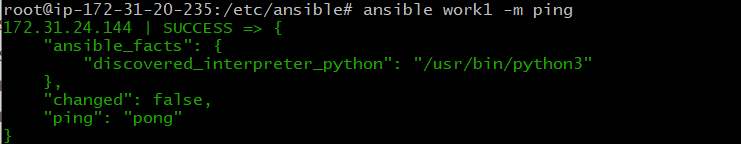 root@ip-172-31-20-235:/etc/ansible# ansible work1 -m ping
172.31.24.144 | SUCCESS => {
    "ansible_facts": {
        "discovered_interpreter_python": "/usr/bin/python3"
    },
    "changed": false,
    "ping": "pong"
}